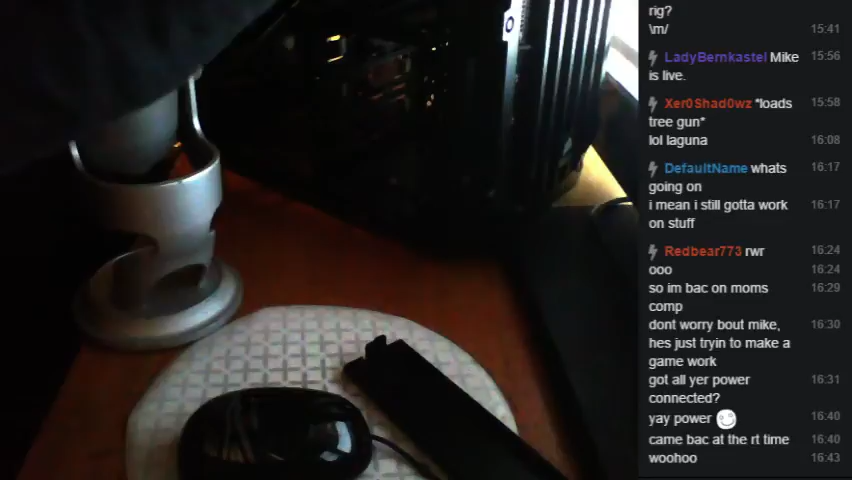 rig?
\m/ 15:41
LadyBernkastel Mike 15:56
is live.
Xer0Shad0wz *loads 15:58
tree gun*
lol laguna 16:08
DefaultName whats 16:17
going on
i mean i still gotta work 16:17
on stuff
Redbear773 rwr 16:24
ooo 16:24
so im bac on moms 16:29
comp
dont worry bout mike, 16:30
hes just tryin to make a
game work
got all yer power 16:31
connected?
yay power 16:40
came bac at the rt time 16:40
woohoo 16:43